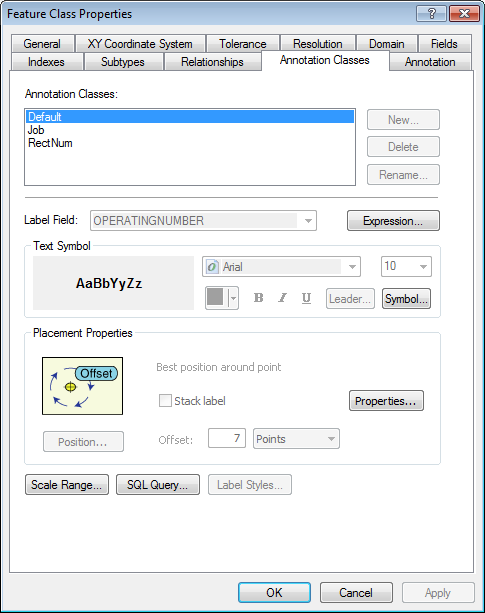 Feature Class Properties
General XY Coordinate System Tolerance Resolution Domain Fields
Indexes Subtypes Relationships Annotation Classes Annotation
Annotation Classes:
Default
Job
RectNum
New...
Delete
Rename...
Label Field: OPERATINGNUMBER Expression...
Text Symbol
AaBbYyZz
Arial 10
B I U Leader... Symbol...
Placement Properties
Offset
Best position around point
Stack label Properties...
Position... Offset: 7 Points
Scale Range... SQL Query... Label Styles...
OK Cancel Apply